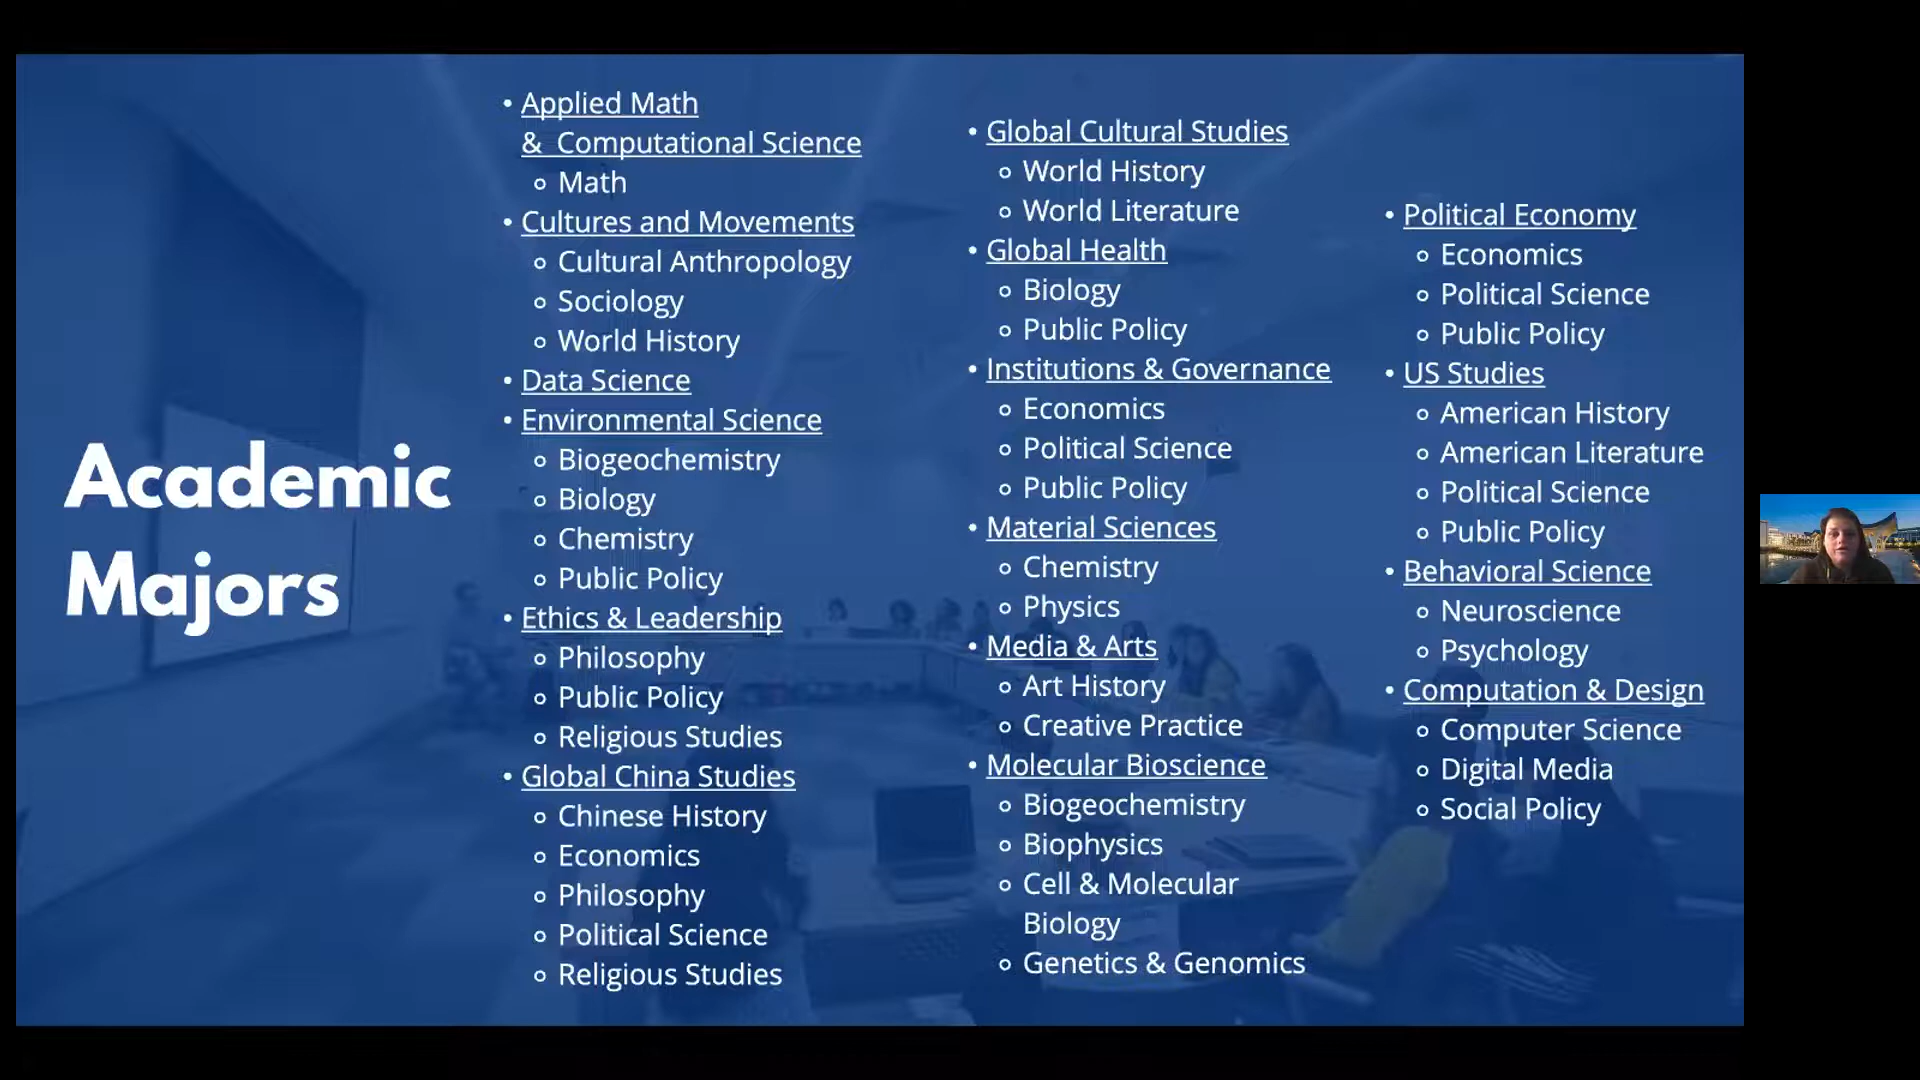 Academic
Majors
• Applied Math
& Computational Science
○ Math
• Cultures and Movements
○ Cultural Anthropology
○ Sociology
○ World History
• Data Science
• Environmental Science
○ Biogeochemistry
○ Biology
○ Chemistry
○ Public Policy
• Ethics & Leadership
○ Philosophy
○ Public Policy
○ Religious Studies
• Global China Studies
○ Chinese History
○ Economics
○ Philosophy
○ Political Science
○ Religious Studies
• Global Cultural Studies
○ World History
○ World Literature
• Global Health
○ Biology
○ Public Policy
• Institutions & Governance
○ Economics
○ Political Science
○ Public Policy
• Material Sciences
○ Chemistry
○ Physics
• Media & Arts
○ Art History
○ Creative Practice
• Molecular Bioscience
○ Biogeochemistry
○ Biophysics
○ Cell & Molecular
Biology
○ Genetics & Genomics
• Political Economy
○ Economics
○ Political Science
○ Public Policy
• US Studies
○ American History
○ American Literature
○ Political Science
○ Public Policy
• Behavioral Science
○ Neuroscience
○ Psychology
• Computation & Design
○ Computer Science
○ Digital Media
○ Social Policy